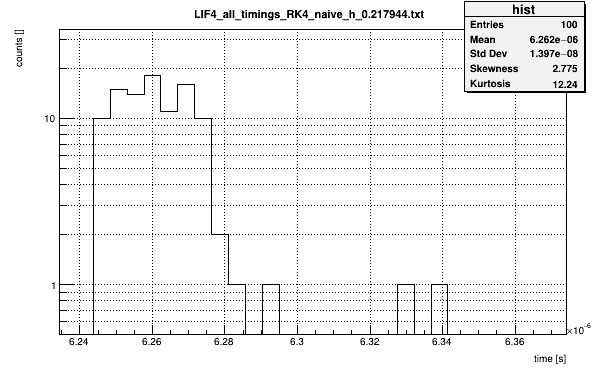 LIF4_all_timings_RK4_naive_h_0.217944.txt
hist
Entries 100
Mean 6.262e−06
Std Dev 1.397e−08
Skewness 2.775
Kurtosis 12.24
counts []
10
1
6.24 6.26 6.28 6.3 6.32 6.34 6.36
×10⁻⁶
time [s]